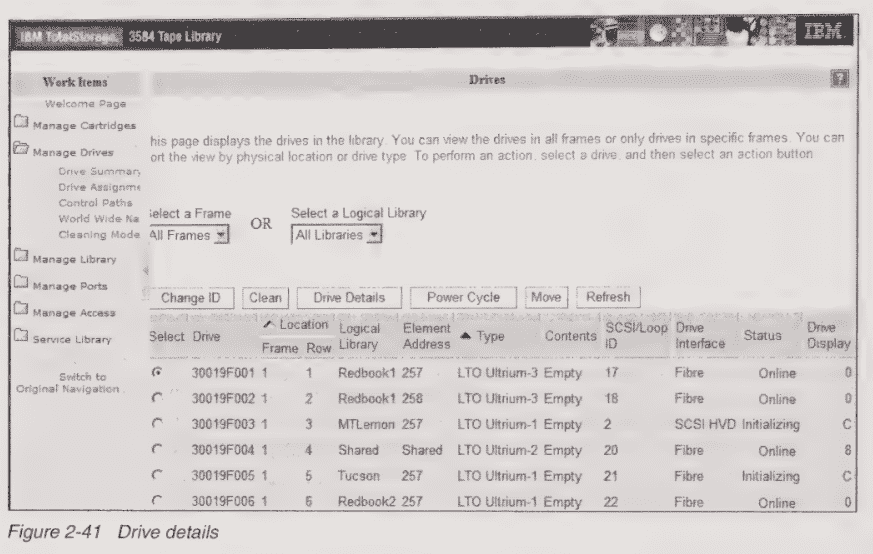 IBM TotalStorage. 3584 Tape Library
IBM
Work Items
Drives
?
Welcome Page
Manage Cartridges
Manage Drives
Drive Summary
Drive Assignme
Control Paths
World Wide Na
Cleaning Mode
Manage Library
Manage Ports
Manage Access
Service Library
Switch to
Original Navigation
his page displays the drives in the library. You can view the drives in all frames or only drives in specific frames. You can
ort the view by physical location or drive type. To perform an action, select a drive, and then select an action button
Select a Frame OR Select a Logical Library
All Frames All Libraries
Change ID Clean Drive Details Power Cycle Move Refresh
Select Drive Location Frame Row Logical Library Element Address Type Contents SCSI/Loop ID Drive Interface Status Drive Display
30019F001 1 1 Redbook1 257 LTO Ultrium-3 Empty 17 Fibre Online 0
30019F002 1 2 Redbook1 258 LTO Ultrium-3 Empty 18 Fibre Online 0
30019F003 1 3 MTLemon 257 LTO Ultrium-1 Empty 2 SCSI HVD Initializing C
30019F004 1 4 Shared Shared LTO Ultrium-2 Empty 20 Fibre Online 8
30019F005 1 5 Tucson 257 LTO Ultrium-1 Empty 21 Fibre Initializing C
30019F006 1 6 Redbook2 257 LTO Ultrium-1 Empty 22 Fibre Online 0
Figure 2-41 Drive details